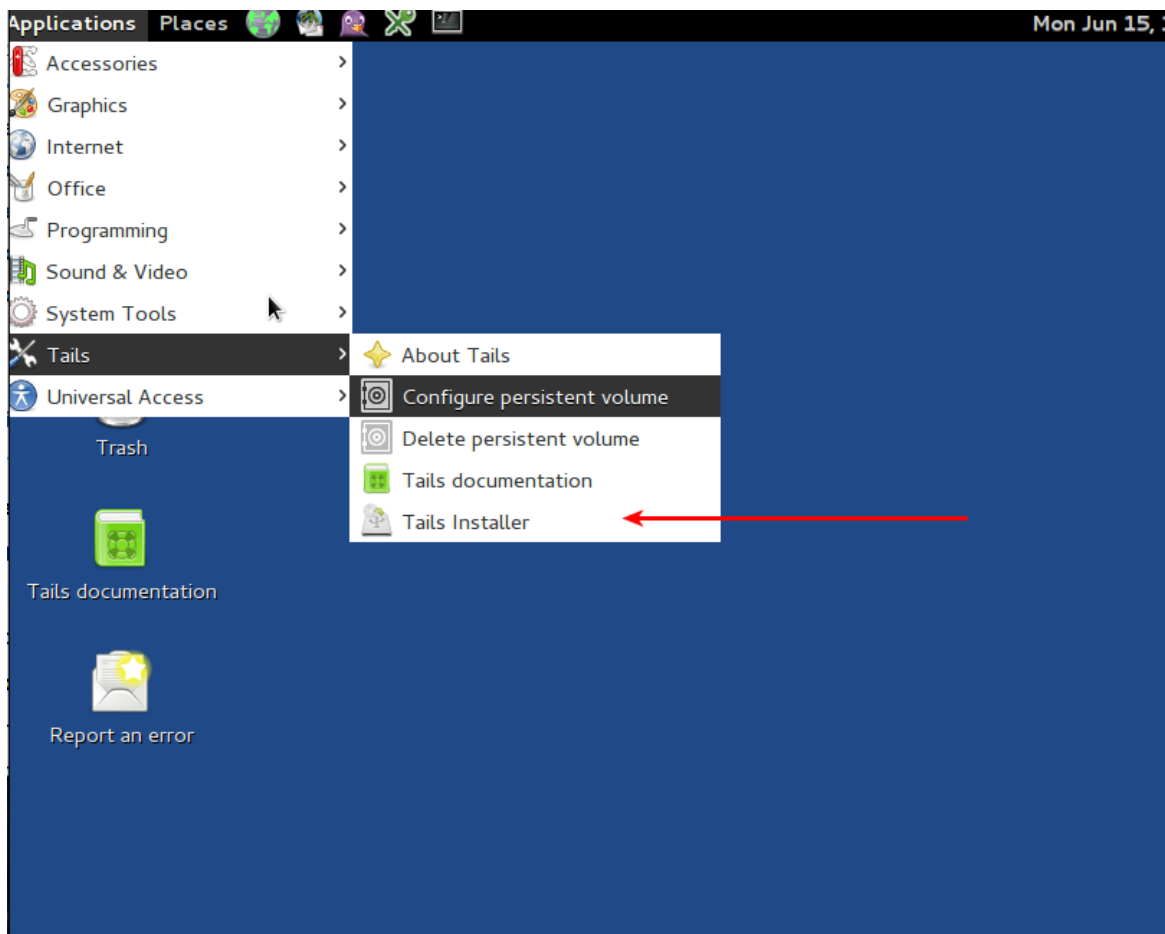 Applications Places Mon Jun 15,
Accessories
Graphics
Internet
Office
Programming
Sound & Video
System Tools
Tails
Universal Access
About Tails
Configure persistent volume
Delete persistent volume
Tails documentation
Tails Installer
Trash
Tails documentation
Report an error